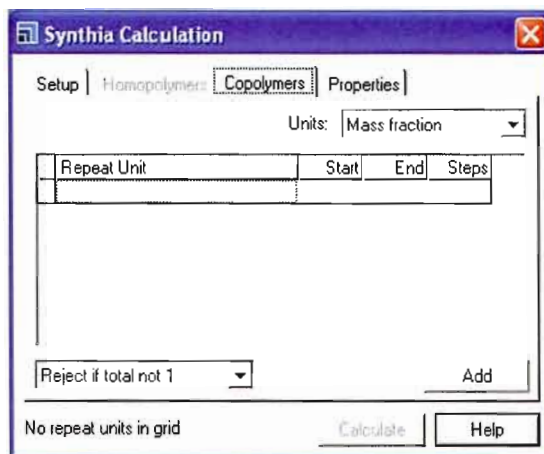 Synthia Calculation
Setup Homopolymers Copolymers Properties
Units: Mass fraction
Repeat Unit Start End Steps
Reject if total not 1 Add
No repeat units in grid Calculate Help